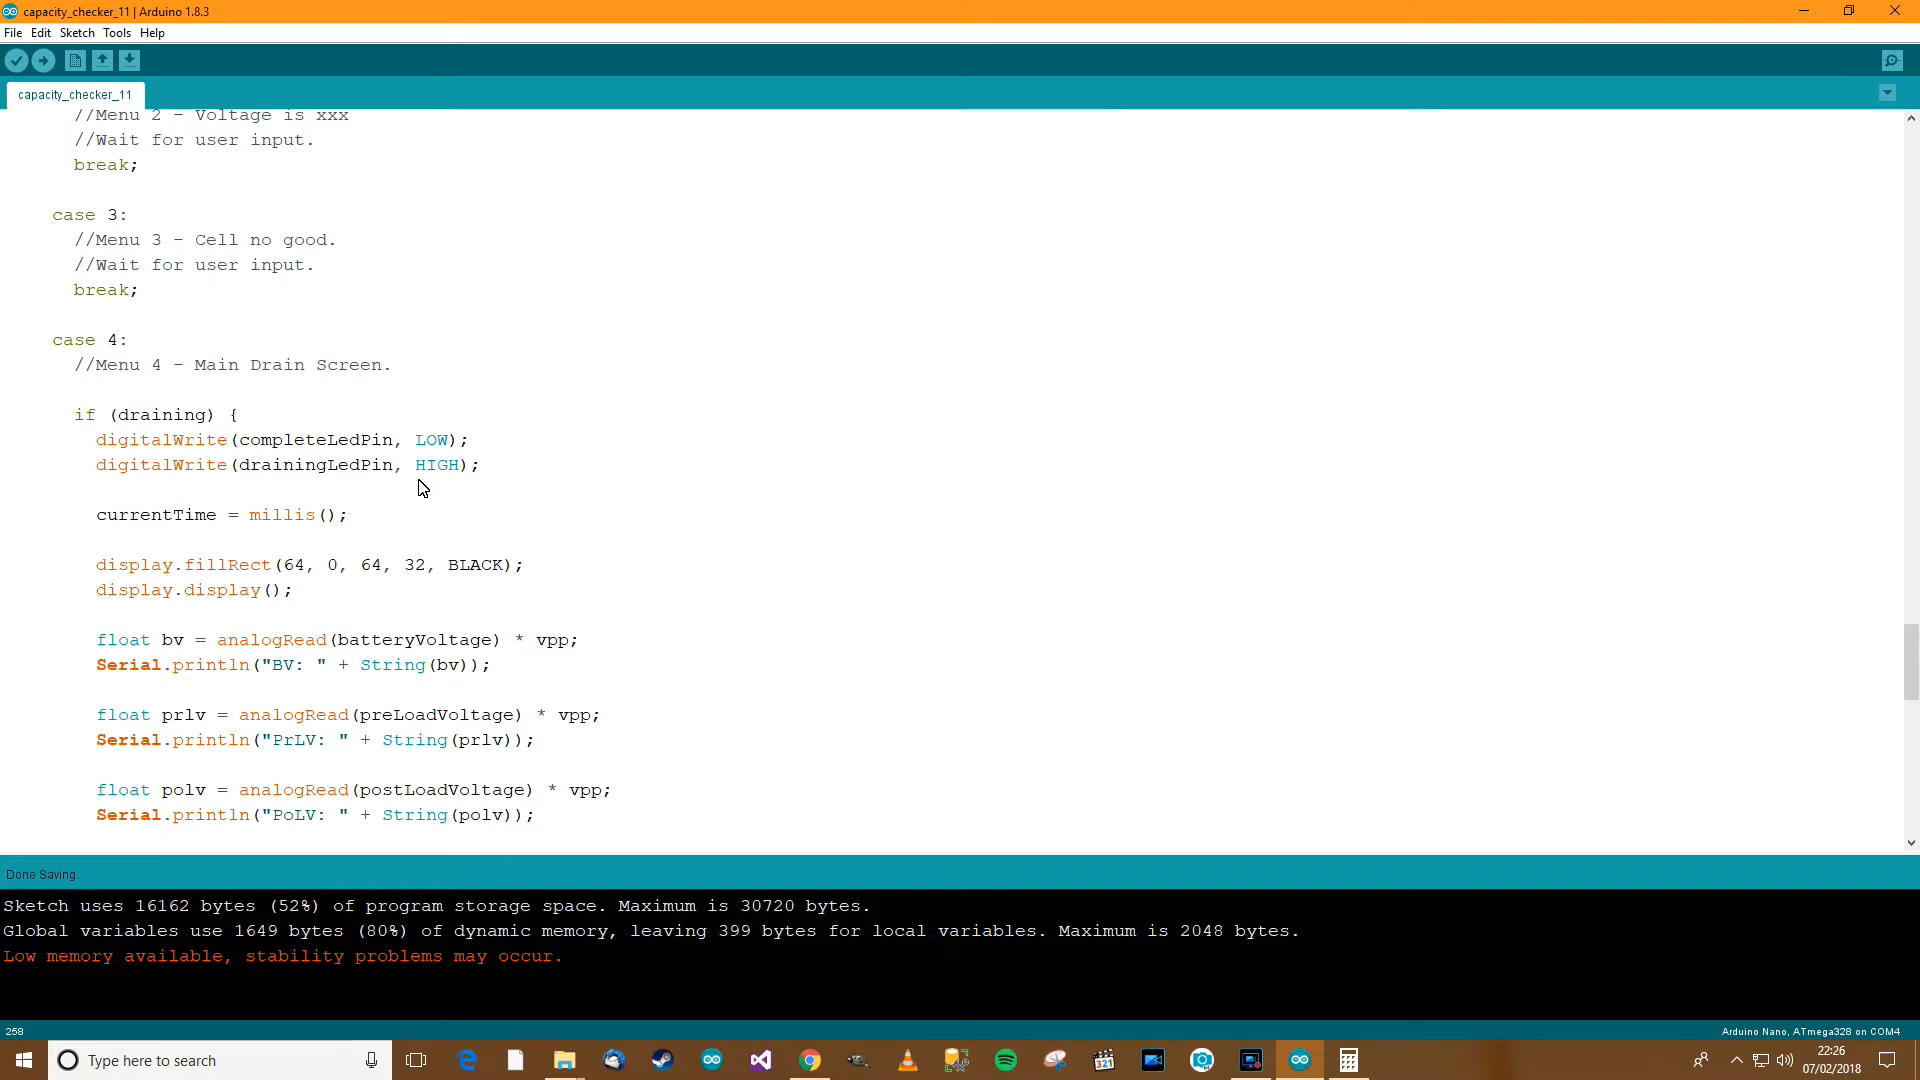 capacity_checker_11 | Arduino 1.8.3
File Edit Sketch Tools Help
capacity_checker_11
//Menu 2 - Voltage is xxx
//Wait for user input.
break;
case 3:
//Menu 3 - Cell no good.
//Wait for user input.
break;
case 4:
//Menu 4 - Main Drain Screen.
if (draining) {
digitalWrite(completeLedPin, LOW);
digitalWrite(drainingLedPin, HIGH);
currentTime = millis();
display.fillRect(64, 0, 64, 32, BLACK);
display.display();
float bv = analogRead(batteryVoltage) * vpp;
Serial.println("BV: " + String(bv));
float prlv = analogRead(preLoadVoltage) * vpp;
Serial.println("PrLV: " + String(prlv));
float polv = analogRead(postLoadVoltage) * vpp;
Serial.println("PoLV: " + String(polv));
Done Saving.
Sketch uses 16162 bytes (52%) of program storage space. Maximum is 30720 bytes.
Global variables use 1649 bytes (80%) of dynamic memory, leaving 399 bytes for local variables. Maximum is 2048 bytes.
Low memory available, stability problems may occur.
258
Arduino Nano, ATmega328 on COM4
Type here to search
321
22:26
07/02/2018